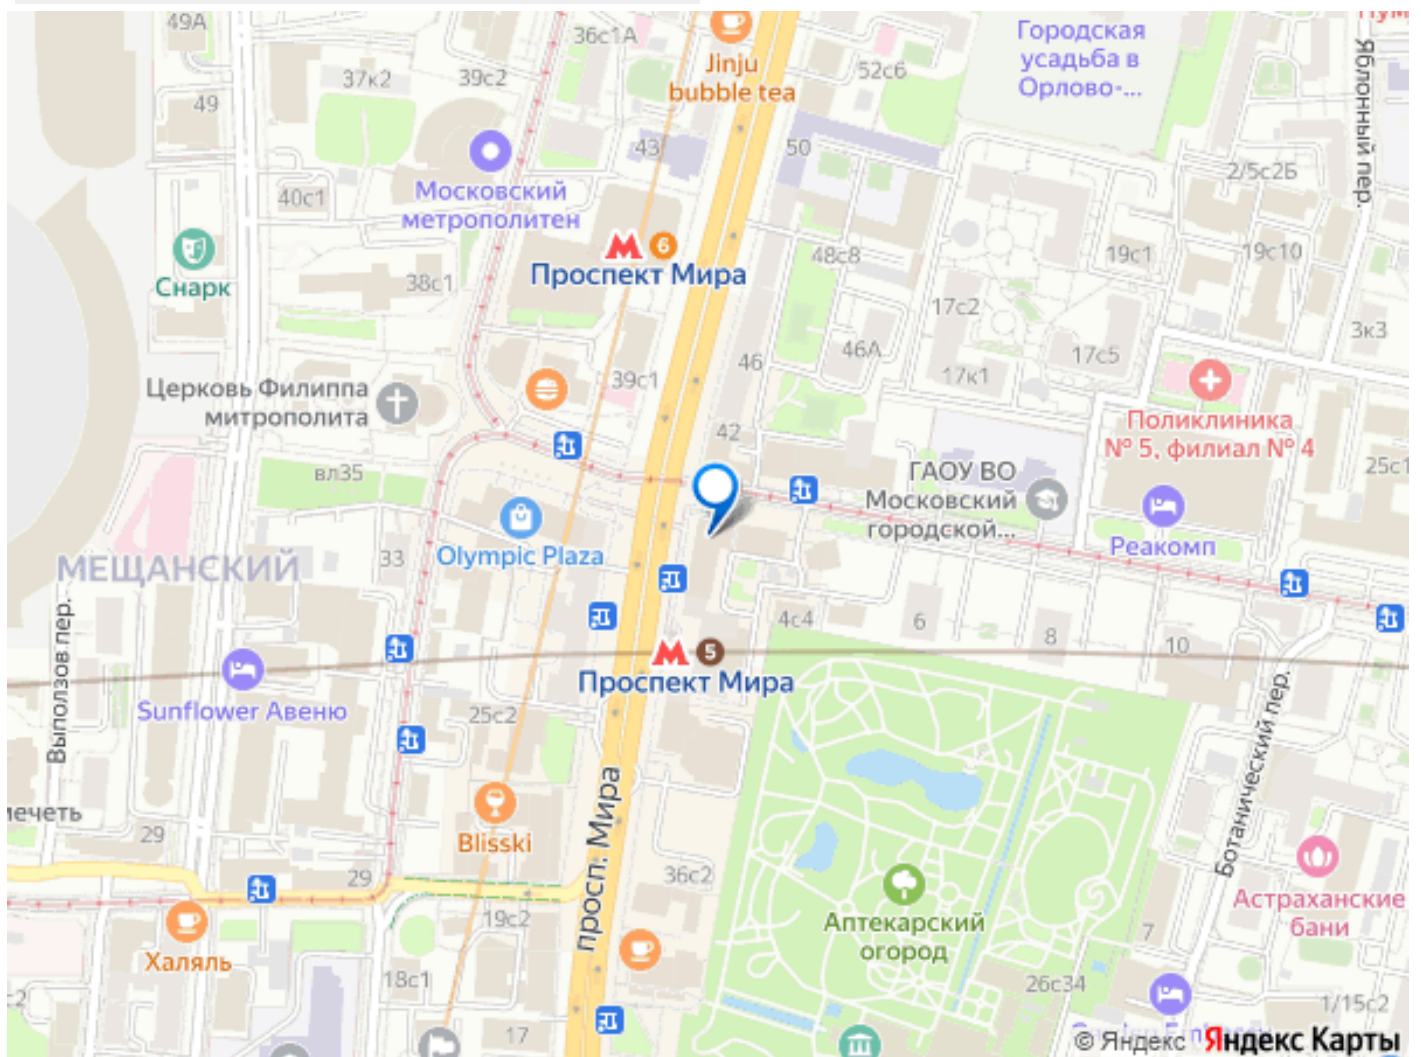 49А
36с1А
Jinju
bubble tea
52с6
Городская
усадьба в
Орлово-...
Яблонный пер.
37к2
39с2
49
43
50
2/5с2Б
Московский
метрополитен
40с1
6
Проспект Мира
48с8
19с1
19с10
Снарк
38с1
17с2
3к3
46
46А
17с5
39с1
17к1
Церковь Филиппа
митрополита
42
Поликлиника
№ 5, филиал № 4
вл35
ГАОУ ВО
Московский
городской...
25с1
Olympic Plaza
Реакомп
МЕЩАНСКИЙ
33
4с4
6
8
10
Выползов пер.
5
Проспект Мира
Sunflower Авеню
25с2
Ботанический пер.
просп. Мира
мечеть
29
Blisski
29
36с2
Астраханские
бани
Аптекарский
огород
19с2
7
Халяль
18с1
26с34
1/15с2
17
© Яндекс Яндекс Карты